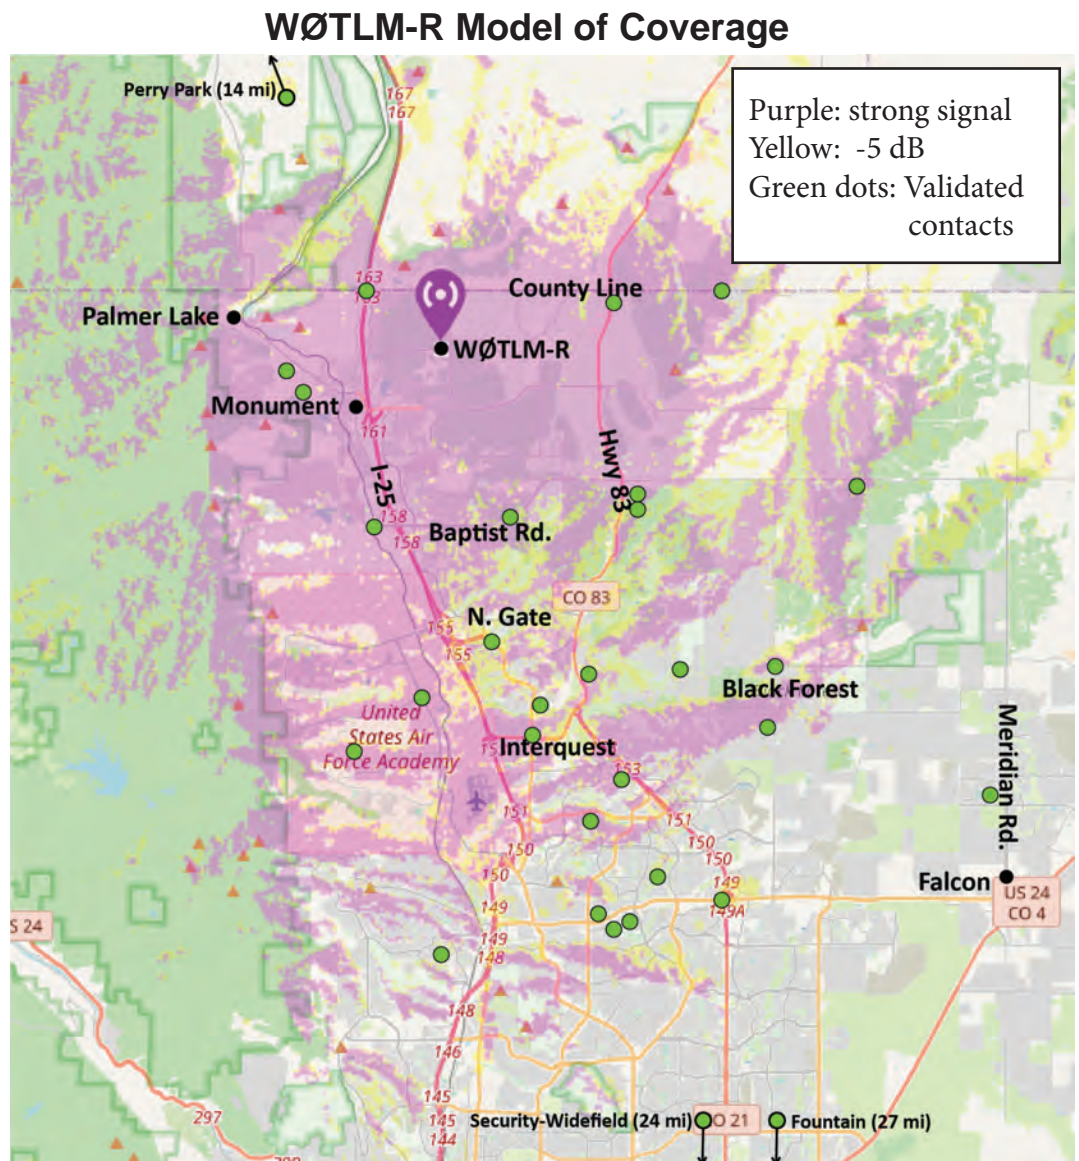 WØTLM-R Model of Coverage
Perry Park (14 mi)
167
167
Purple: strong signal
Yellow: -5 dB
Green dots: Validated
contacts
163
County Line
Palmer Lake
WØTLM-R
Monument
161
I-25
Hwy 83
158
158
Baptist Rd.
CO 83
N. Gate
155
155
Black Forest
United
States Air
Force Academy
Interquest
153
Meridian Rd.
151
151
150
150
150
150
149
149A
Falcon
US 24
CO 4
S 24
149
149
148
148
146
145
145
144
297
Security-Widefield (24 mi)
O 21
Fountain (27 mi)